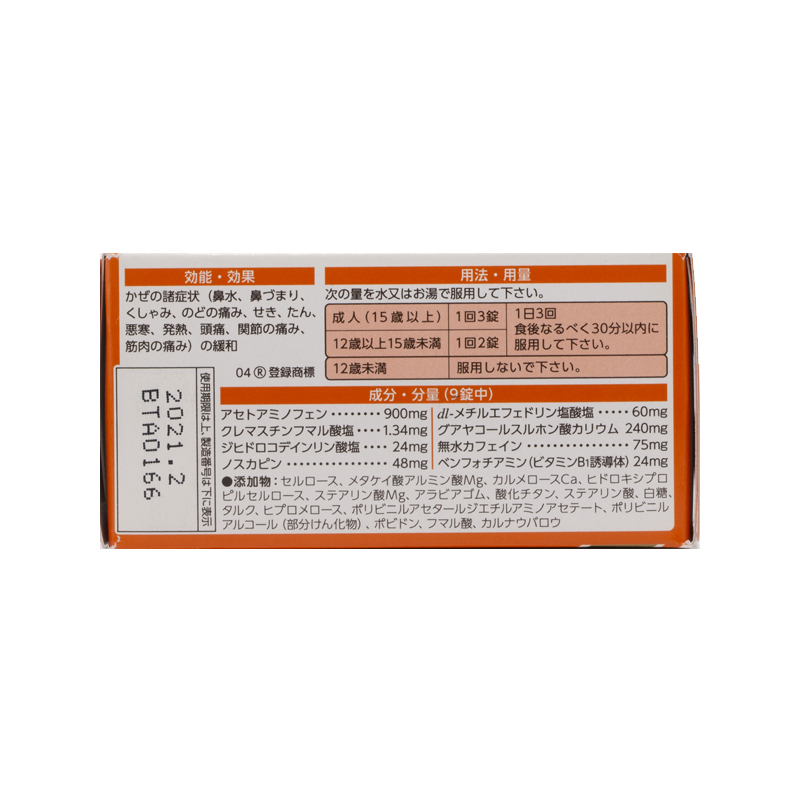 効能・効果
かぜの諸症状（鼻水、鼻づまり、
くしゃみ、のどの痛み、せき、たん、
悪寒、発熱、頭痛、関節の痛み、
筋肉の痛み）の緩和
04 ® 登録商標
用法・用量
次の量を水又はお湯で服用して下さい。
成人（15歳以上） 1回3錠 1日3回
食後なるべく30分以内に
服用して下さい。
12歳以上15歳未満 1回2錠
12歳未満 服用しないで下さい。
成分・分量（9錠中）
アセトアミノフェン・・・・・・・・・900mg
クレマスチンフマル酸塩・・・・1.34mg
ジヒドロコデインリン酸塩・・・・24mg
ノスカピン・・・・・・・・・・・・・・・48mg
dl-メチルエフェドリン塩酸塩・・・・・60mg
グアヤコールスルホン酸カリウム 240mg
無水カフェイン・・・・・・・・・・・・・・75mg
ベンフォチアミン（ビタミンB1誘導体）24mg
●添加物：セルロース、メタケイ酸アルミン酸Mg、カルメロースCa、ヒドロキシプロ
ピルセルロース、ステアリン酸Mg、アラビアゴム、酸化チタン、ステアリン酸、白糖、
タルク、ヒプロメロース、ポリビニルアセタールジエチルアミノアセテート、ポリビニル
アルコール（部分けん化物）、ポビドン、フマル酸、カルナウバロウ
使用期限は上、製造番号は下に表示
2021.2
BTA0166